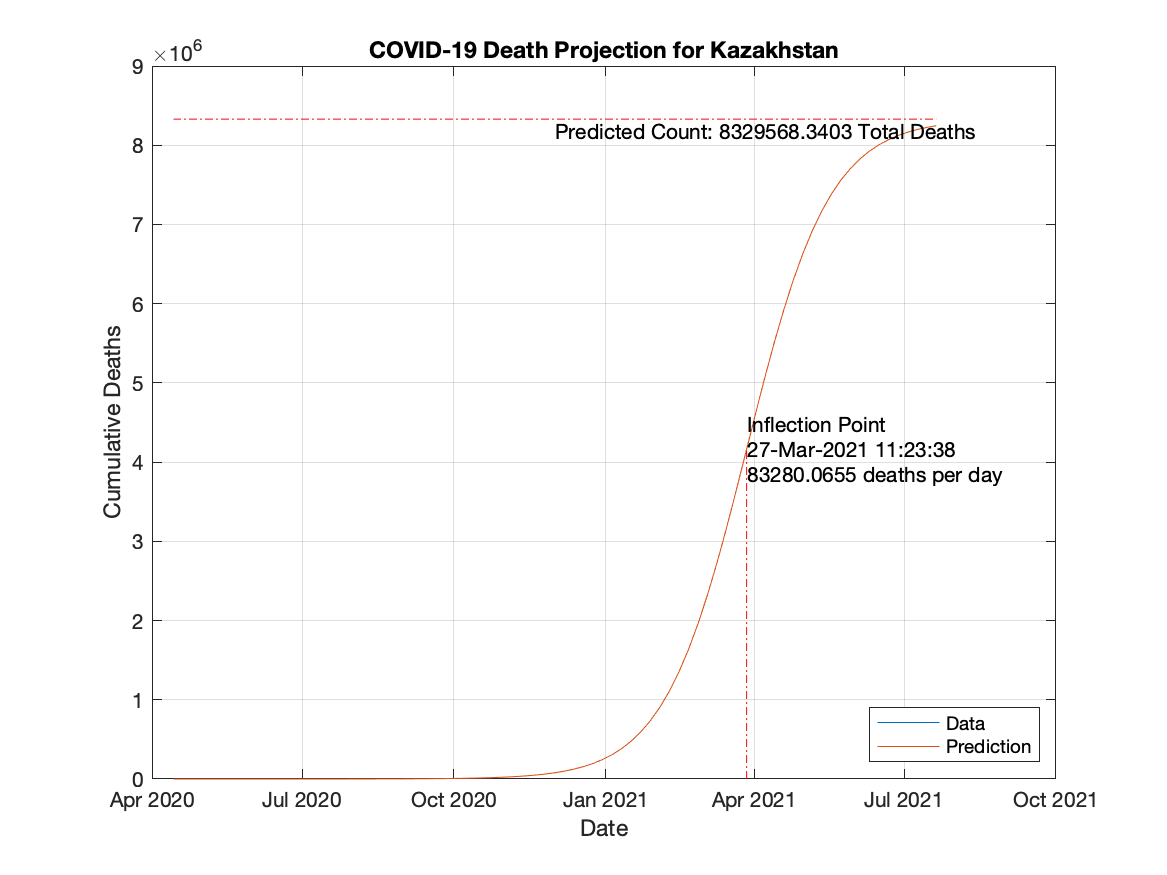 COVID-19 Death Projection for Kazakhstan
×10⁶
9
8
7
6
5
4
3
2
1
0
Cumulative Deaths
Predicted Count: 8329568.3403 Total Deaths
Inflection Point
27-Mar-2021 11:23:38
83280.0655 deaths per day
Data
Prediction
Apr 2020 Jul 2020 Oct 2020 Jan 2021 Apr 2021 Jul 2021 Oct 2021
Date